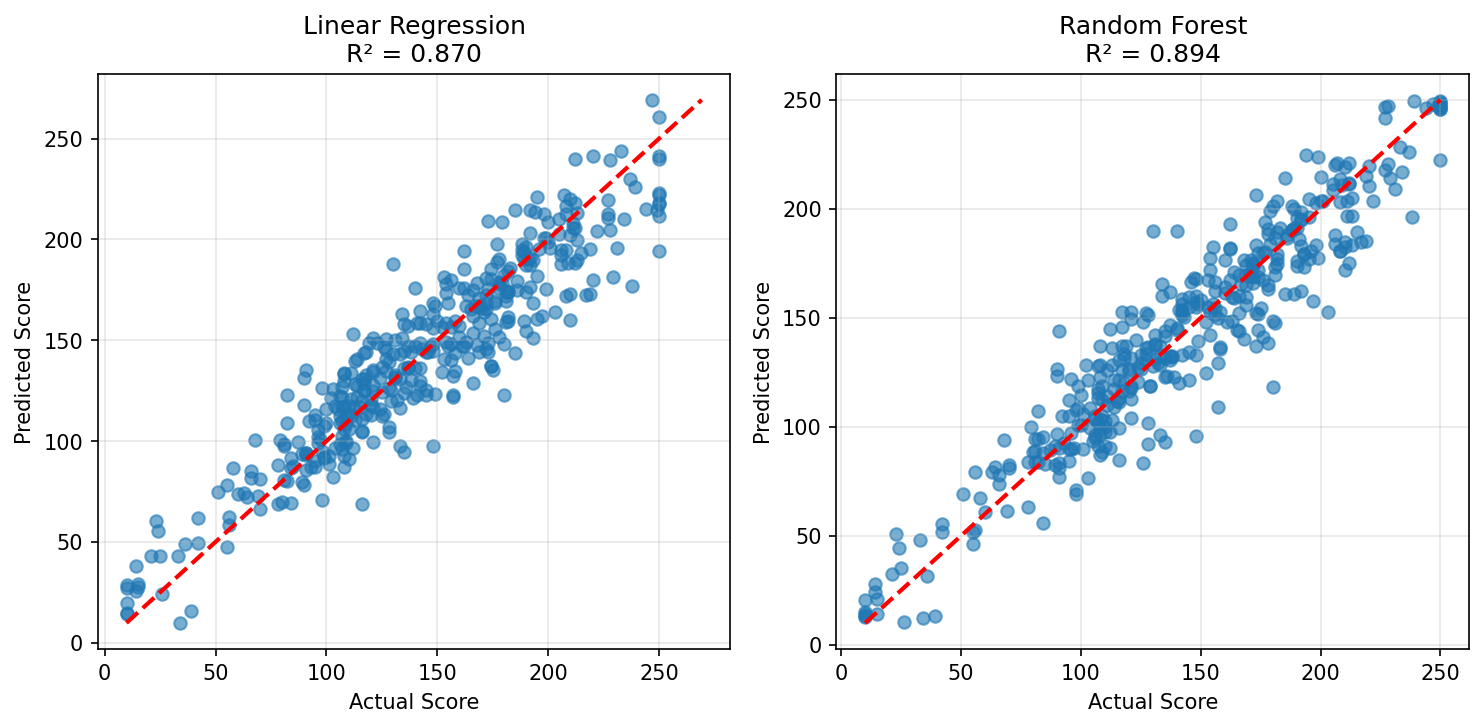 Linear Regression
R² = 0.870
250
200
150
100
50
0
Predicted Score
0 50 100 150 200 250
Actual Score
Random Forest
R² = 0.894
250
200
150
100
50
0
Predicted Score
0 50 100 150 200 250
Actual Score